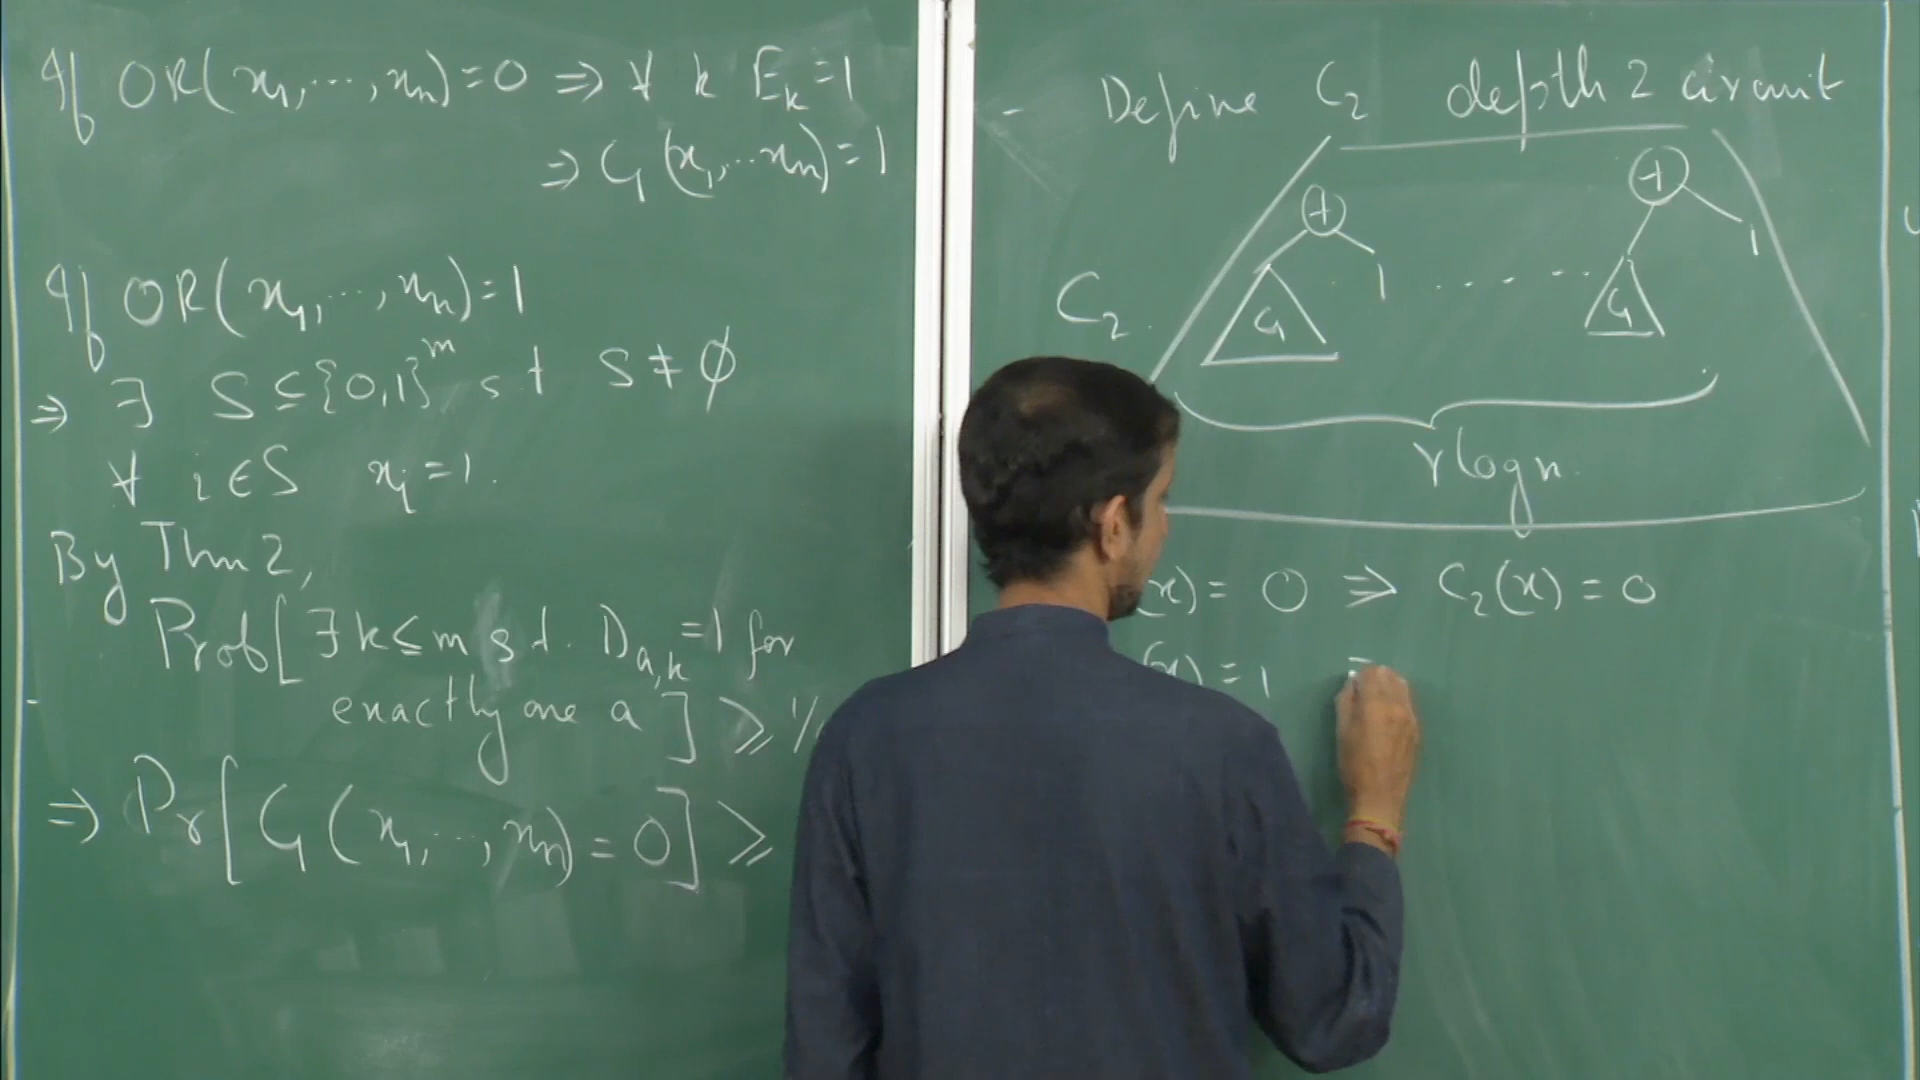 If OR(x₁,...,xₙ)=0 ⇒ ∀ k Eₖ=1
⇒ C₁(x₁,...xₙ)=1
If OR(x₁,...,xₙ)=1
⇒ ∃ S⊆{0,1}ᵐ s t S≠∅
∀ i∈S xᵢ=1.
By Thm 2,
Prob[∃ k≤m s.t. D_{a,k}=1 for
exactly one a] ≥
⇒ Pr[C₁(x₁,...,xₙ)=0] ≥
- Define C₂ depth 2 circuit
+ +
1 1
C₂. C₁ ..... C₁
r log n.
(x) = 0 ⇒ C₂(x) = 0
(x) = 1